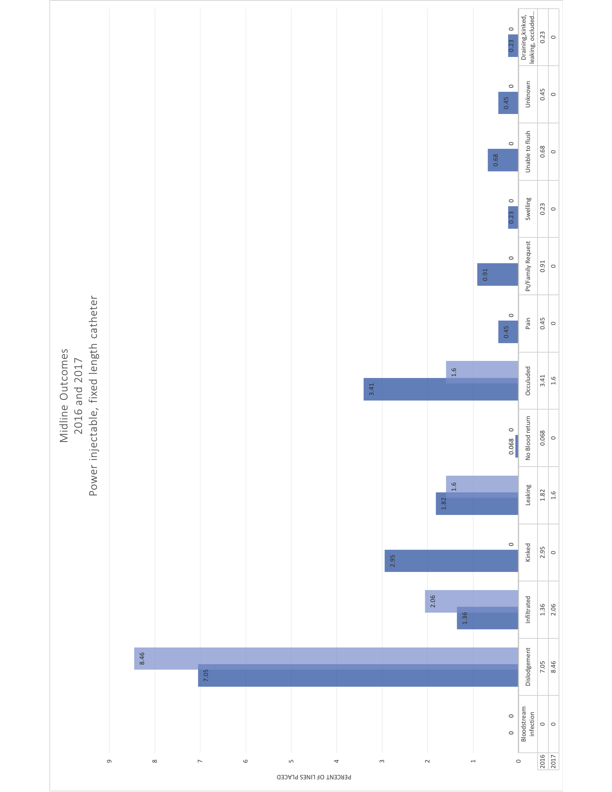 Midline Outcomes
2016 and 2017
Power injectable, fixed length catheter
PERCENT OF LINES PLACED
9
8
7
6
5
4
3
2
1
0
0 0
7.05 8.46
1.36 2.06
2.95 0
1.82 1.6
0.068 0
3.41 1.6
0.45 0
0.91 0
0.23 0
0.68 0
0.45 0
0.23 0
Bloodstream
infection
Dislodgement
Infiltrated
Kinked
Leaking
No Blood return
Occuluded
Pain
Pt/Family Request
Swelling
Unable to flush
Unknown
Draining,kinked,
leaking, occluded…
2016 0 7.05 1.36 2.95 1.82 0.068 3.41 0.45 0.91 0.23 0.68 0.45 0.23
2017 0 8.46 2.06 0 1.6 0 1.6 0 0 0 0 0 0